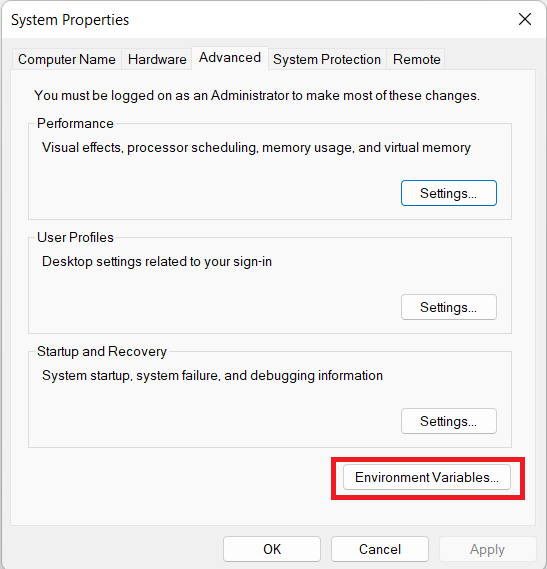 System Properties
Computer Name Hardware Advanced System Protection Remote
You must be logged on as an Administrator to make most of these changes.
Performance
Visual effects, processor scheduling, memory usage, and virtual memory
Settings...
User Profiles
Desktop settings related to your sign-in
Settings...
Startup and Recovery
System startup, system failure, and debugging information
Settings...
Environment Variables...
OK Cancel Apply